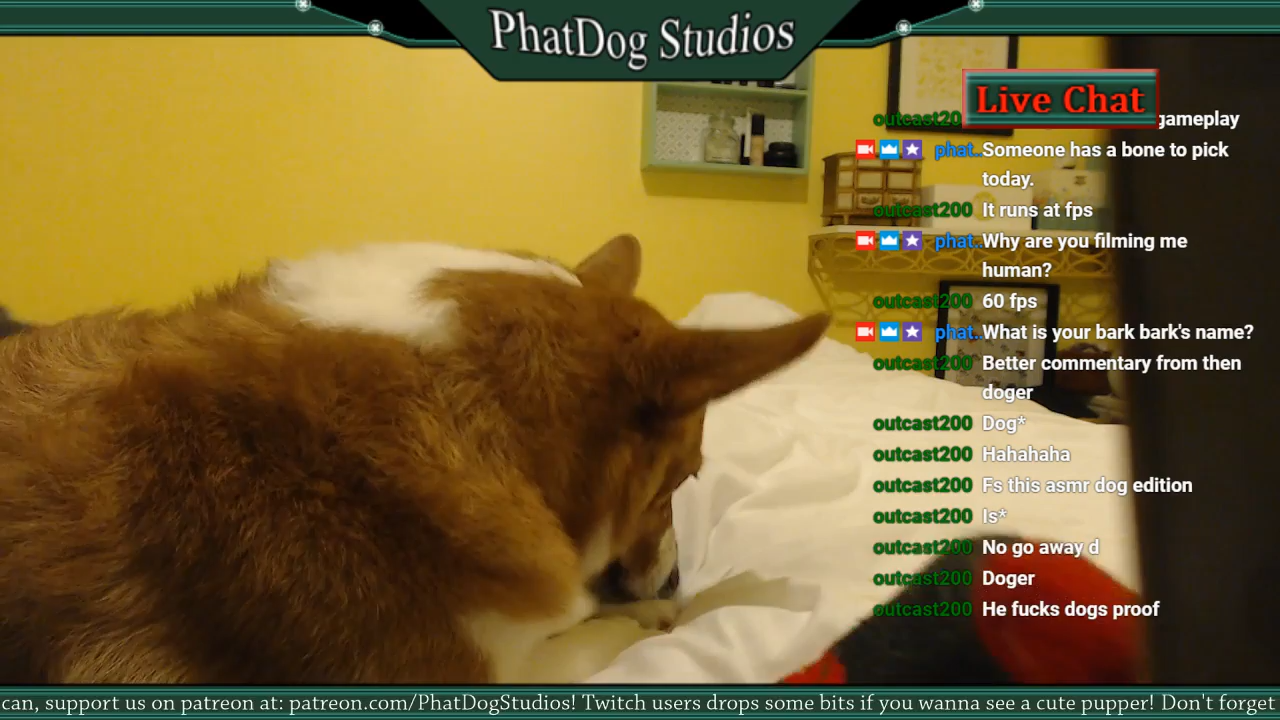 PhatDog Studios
Live Chat
outcast20 gameplay
phat.. Someone has a bone to pick
today.
outcast200 It runs at fps
phat.. Why are you filming me
human?
outcast200 60 fps
phat.. What is your bark bark's name?
outcast200 Better commentary from then
doger
outcast200 Dog*
outcast200 Hahahaha
outcast200 Fs this asmr dog edition
outcast200 Is*
outcast200 No go away d
outcast200 Doger
outcast200 He fucks dogs proof
can, support us on patreon at: patreon.com/PhatDogStudios! Twitch users drops some bits if you wanna see a cute pupper! Don't forget